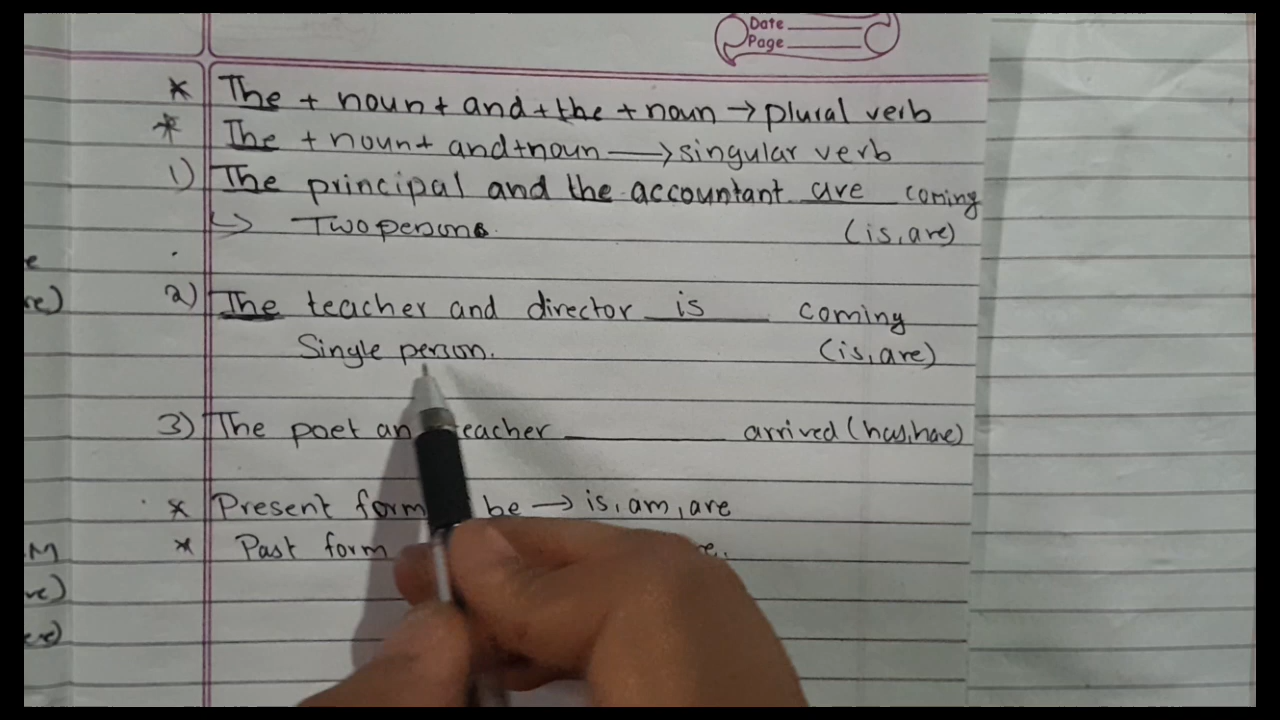 Date
Page
* The + noun + and + the + noun → plural verb
* The + noun + and + noun → singular verb
1) The principal and the accountant are coming
↳ Two persons. (is, are)
2) The teacher and director is coming
Single person. (is, are)
3) The poet an eacher ______ arrived (has, have)
* Present form be → is, am, are
* Past form